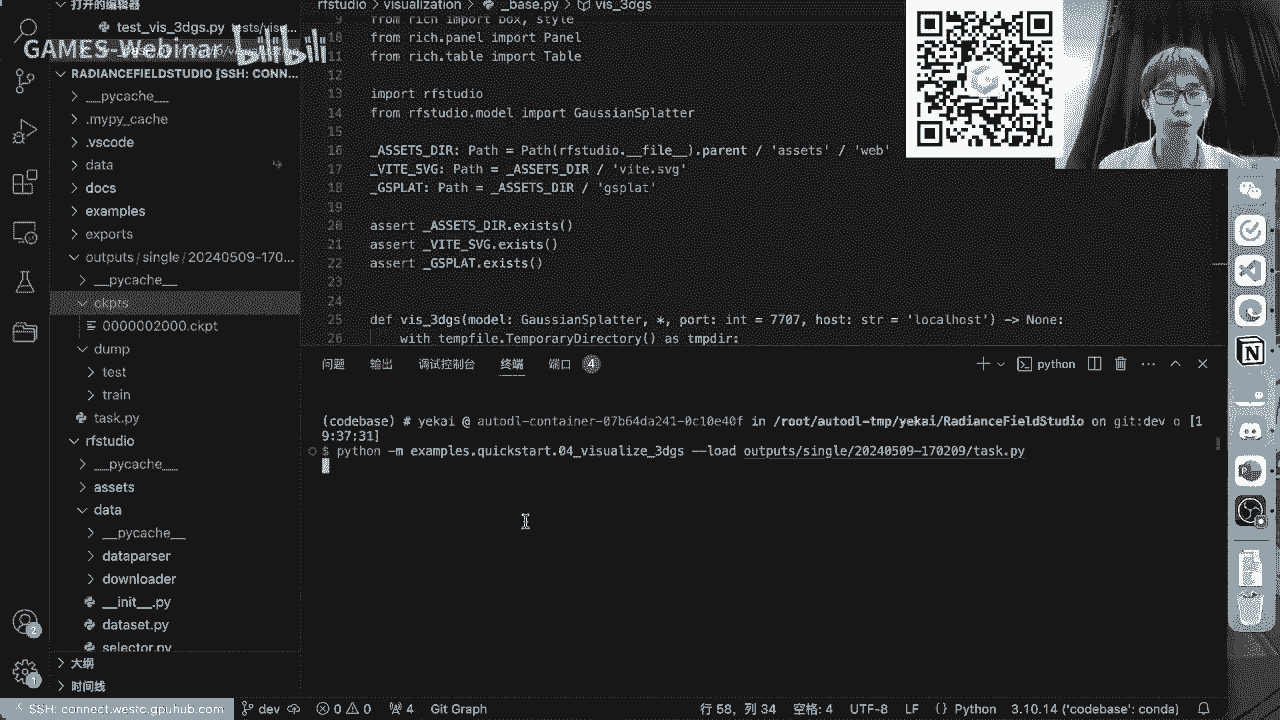 打开的编辑器
test_vis_3dgs.py
GAMES-Webinar bilibili
RADIANCEFIELDSTUDIO [SSH: CONN...
__pycache__
.mypy_cache
.vscode
data
docs
examples
exports
outputs / single / 20240509-170...
__pycache__
ckpts
0000002000.ckpt
dump
test
train
task.py
rfstudio
__pycache__
assets
data
__pycache__
dataparser
downloader
__init__.py
dataset.py
selector.py
大纲
时间线
rfstudio > visualization > _base.py > vis_3dgs
9 from rich import box, style
from rich.panel import Panel
from rich.table import Table
12
import rfstudio
14 from rfstudio.model import GaussianSplatter
15
_ASSETS_DIR: Path = Path(rfstudio.__file__).parent / 'assets' / 'web'
17 _VITE_SVG: Path = _ASSETS_DIR / 'vite.svg'
18 _GSPLAT: Path = _ASSETS_DIR / 'gsplat'
19
20 assert _ASSETS_DIR.exists()
21 assert _VITE_SVG.exists()
22 assert _GSPLAT.exists()
23
24
25 def vis_3dgs(model: GaussianSplatter, *, port: int = 7707, host: str = 'localhost') -> None:
26 with tempfile.TemporaryDirectory() as tmpdir:
问题 输出 调试控制台 终端 端口 4 python
(codebase) # yekai @ autodl-container-07b64da241-0c10e40f in /root/autodl-tmp/yekai/RadianceFieldStudio on git:dev o [1
9:37:31]
$ python -m examples.quickstart.04_visualize_3dgs --load outputs/single/20240509-170209/task.py
2
1
SSH: connect.westc.gpuhub.com dev 0 0 4 Git Graph 行 58, 列 34 空格: 4 UTF-8 LF Python 3.10.14 ('codebase': conda)